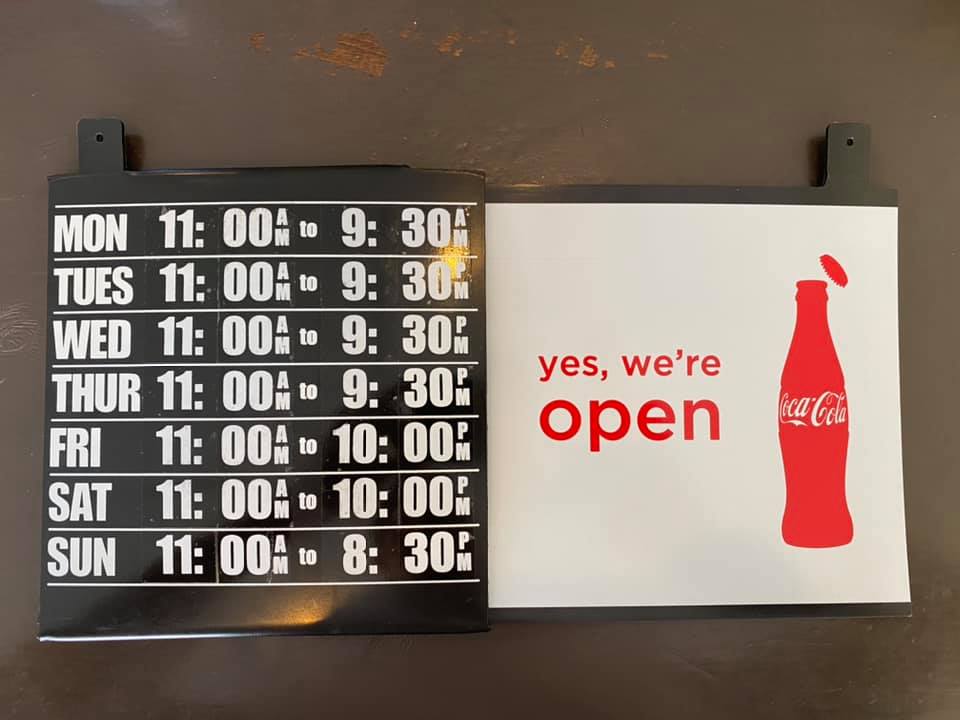 MON 11:00AM to 9:30AM
TUES 11:00AM to 9:30PM
WED 11:00AM to 9:30PM
THUR 11:00AM to 9:30PM
FRI 11:00AM to 10:00PM
SAT 11:00AM to 10:00PM
SUN 11:00AM to 8:30PM
yes, we're
open
Coca-Cola